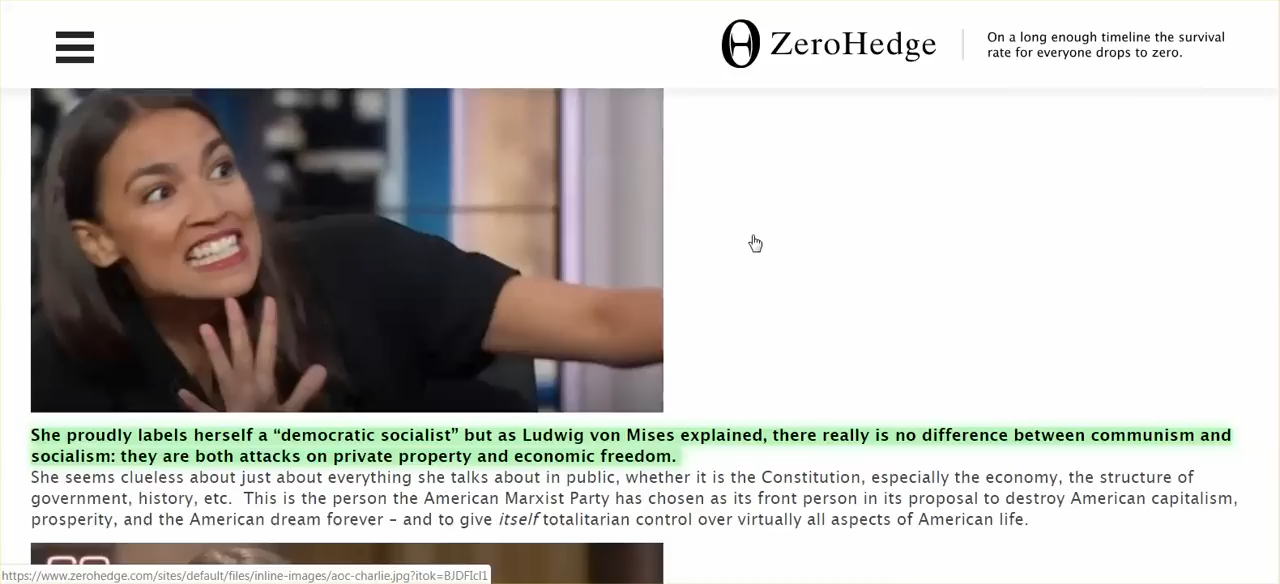 ZeroHedge
On a long enough timeline the survival
rate for everyone drops to zero.
She proudly labels herself a “democratic socialist” but as Ludwig von Mises explained, there really is no difference between communism and
socialism: they are both attacks on private property and economic freedom.
She seems clueless about just about everything she talks about in public, whether it is the Constitution, especially the economy, the structure of
government, history, etc.  This is the person the American Marxist Party has chosen as its front person in its proposal to destroy American capitalism,
prosperity, and the American dream forever – and to give itself totalitarian control over virtually all aspects of American life.
https://www.zerohedge.com/sites/default/files/inline-images/aoc-charlie.jpg?itok=BJDFIcl1